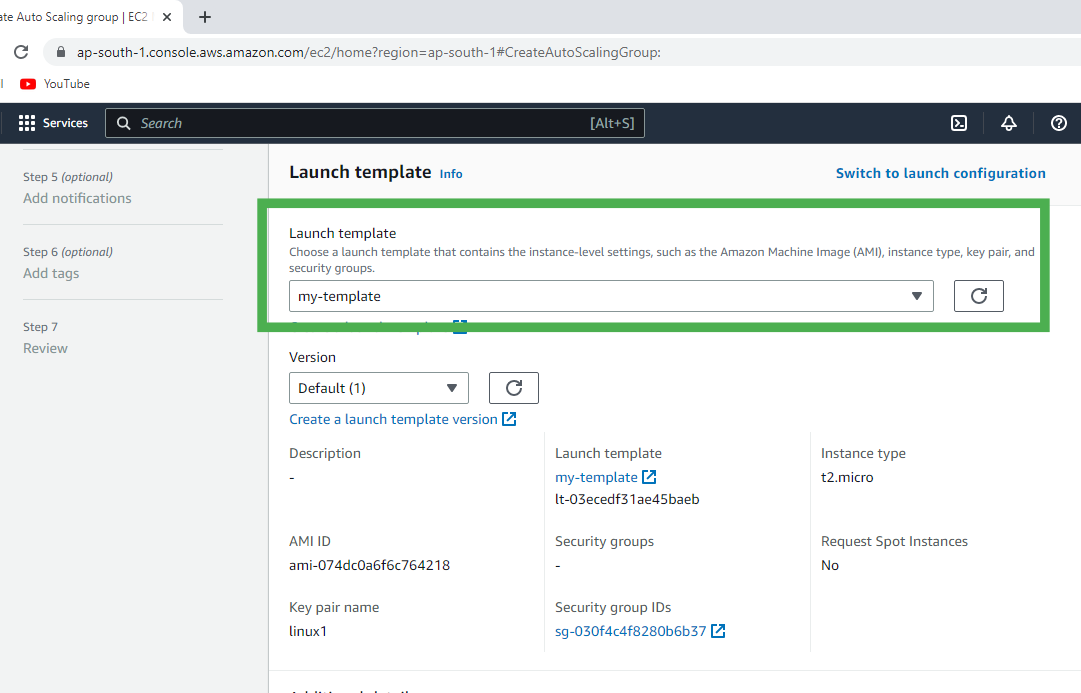 ate Auto Scaling group | EC2
ap-south-1.console.aws.amazon.com/ec2/home?region=ap-south-1#CreateAutoScalingGroup:
YouTube
Services
Search
[Alt+S]
Step 5 (optional)
Add notifications
Step 6 (optional)
Add tags
Step 7
Review
Launch template Info
Switch to launch configuration
Launch template
Choose a launch template that contains the instance-level settings, such as the Amazon Machine Image (AMI), instance type, key pair, and
security groups.
my-template
Version
Default (1)
Create a launch template version
Description
-
Launch template
my-template
lt-03ecedf31ae45baeb
Instance type
t2.micro
AMI ID
ami-074dc0a6f6c764218
Security groups
-
Request Spot Instances
No
Key pair name
linux1
Security group IDs
sg-030f4c4f8280b6b37